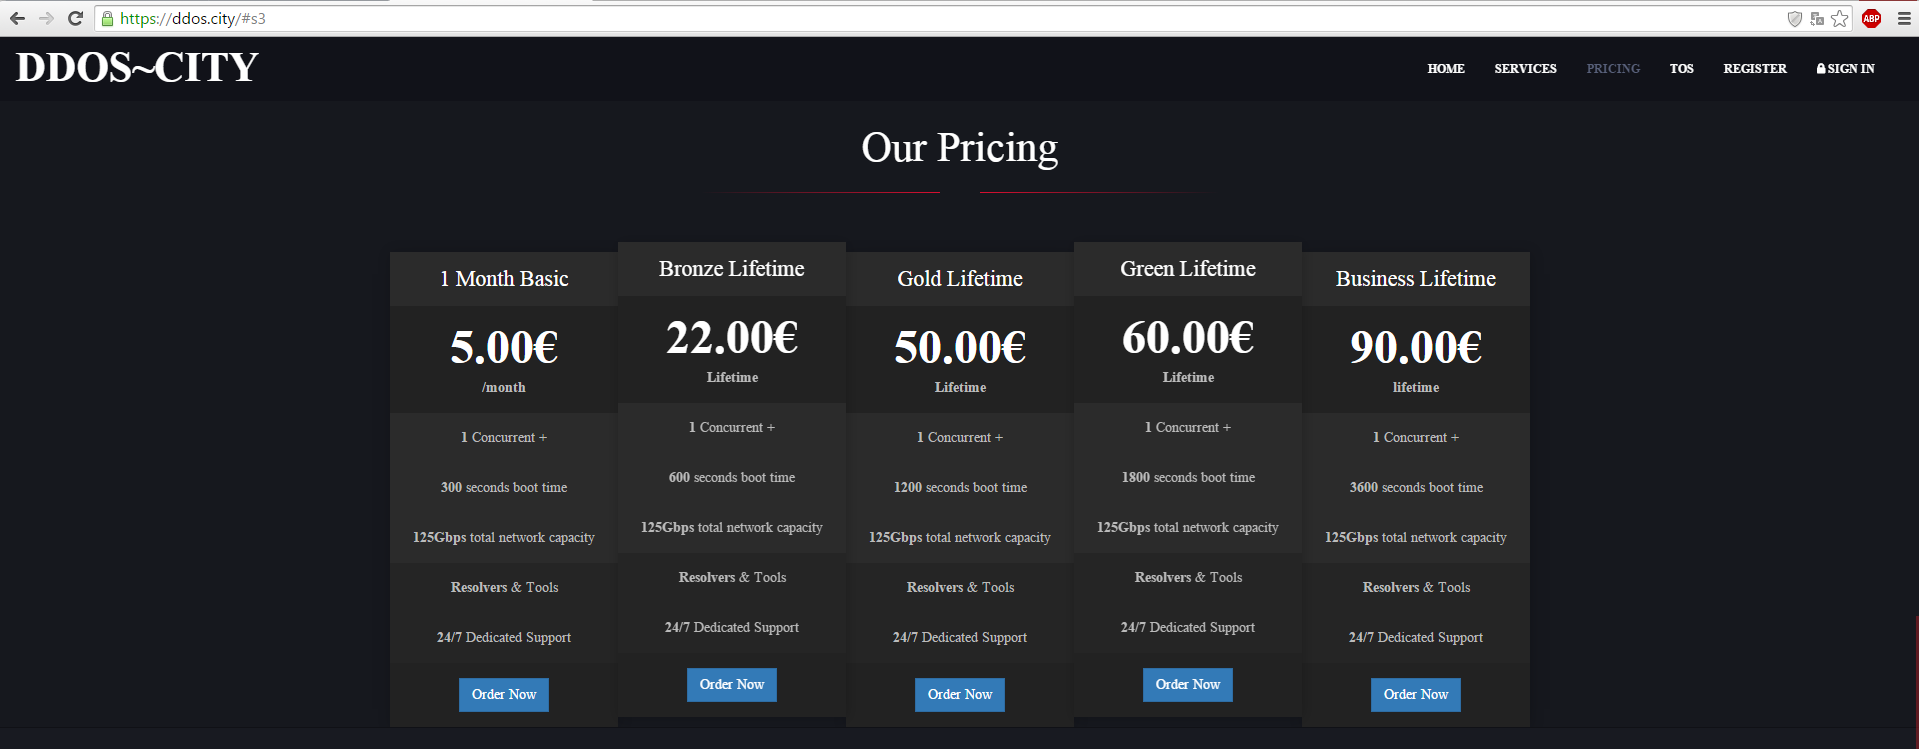 https://ddos.city/#s3
ABP
DDOS~CITY
HOME SERVICES PRICING TOS REGISTER SIGN IN
Our Pricing
1 Month Basic
5.00€
/month
1 Concurrent +
300 seconds boot time
125Gbps total network capacity
Resolvers & Tools
24/7 Dedicated Support
Order Now
Bronze Lifetime
22.00€
Lifetime
1 Concurrent +
600 seconds boot time
125Gbps total network capacity
Resolvers & Tools
24/7 Dedicated Support
Order Now
Gold Lifetime
50.00€
Lifetime
1 Concurrent +
1200 seconds boot time
125Gbps total network capacity
Resolvers & Tools
24/7 Dedicated Support
Order Now
Green Lifetime
60.00€
Lifetime
1 Concurrent +
1800 seconds boot time
125Gbps total network capacity
Resolvers & Tools
24/7 Dedicated Support
Order Now
Business Lifetime
90.00€
lifetime
1 Concurrent +
3600 seconds boot time
125Gbps total network capacity
Resolvers & Tools
24/7 Dedicated Support
Order Now